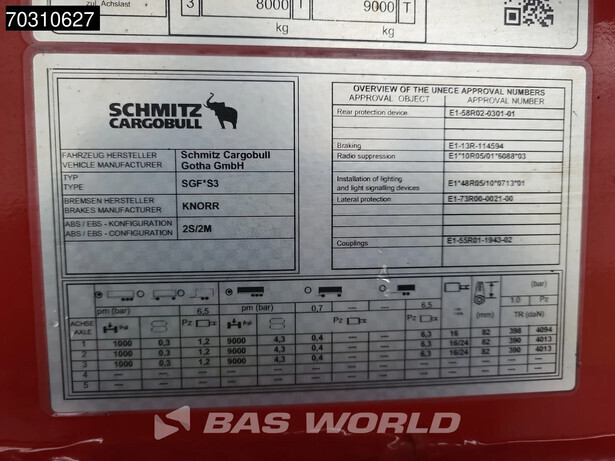 70310627
zul. Achslast 3 8000 T 9000 T
kg kg
SCHMITZ
CARGOBULL
FAHRZEUG HERSTELLER
VEHICLE MANUFACTURER
Schmitz Cargobull
Gotha GmbH
TYP
TYPE
SGF*S3
BREMSEN HERSTELLER
BRAKES MANUFACTURER
KNORR
ABS / EBS - KONFIGURATION
ABS / EBS - CONFIGURATION
2S/2M
OVERVIEW OF THE UNECE APPROVAL NUMBERS
APPROVAL OBJECT APPROVAL NUMBER
Rear protection device E1-58R02-0301-01
Braking E1-13R-114594
Radio suppression E1*10R05/01*6088*03
Installation of lighting
and light signalling devices E1*48R05/10*0713*01
Lateral protection E1-73R00-0021-00
Couplings E1-55R01-1943-02
pm (bar) 6,5 pm (bar) 0,7 — — 6,5 (mm) (bar) 1,0 Pz
ACHSE
AXLE
Pz Pz TR (daN)
1 1000 0,3 1,2 9000 4,3 0,4 — — 6,3 16 82 398 4094
2 1000 0,3 1,2 9000 4,3 0,4 — — 6,3 16/24 82 390 4013
3 1000 0,3 1,2 9000 4,3 0,4 — — 6,3 16/24 82 390 4013
4 — — — — — — — — — — — — —
5 — — — — — — — — — — — — —
BAS WORLD